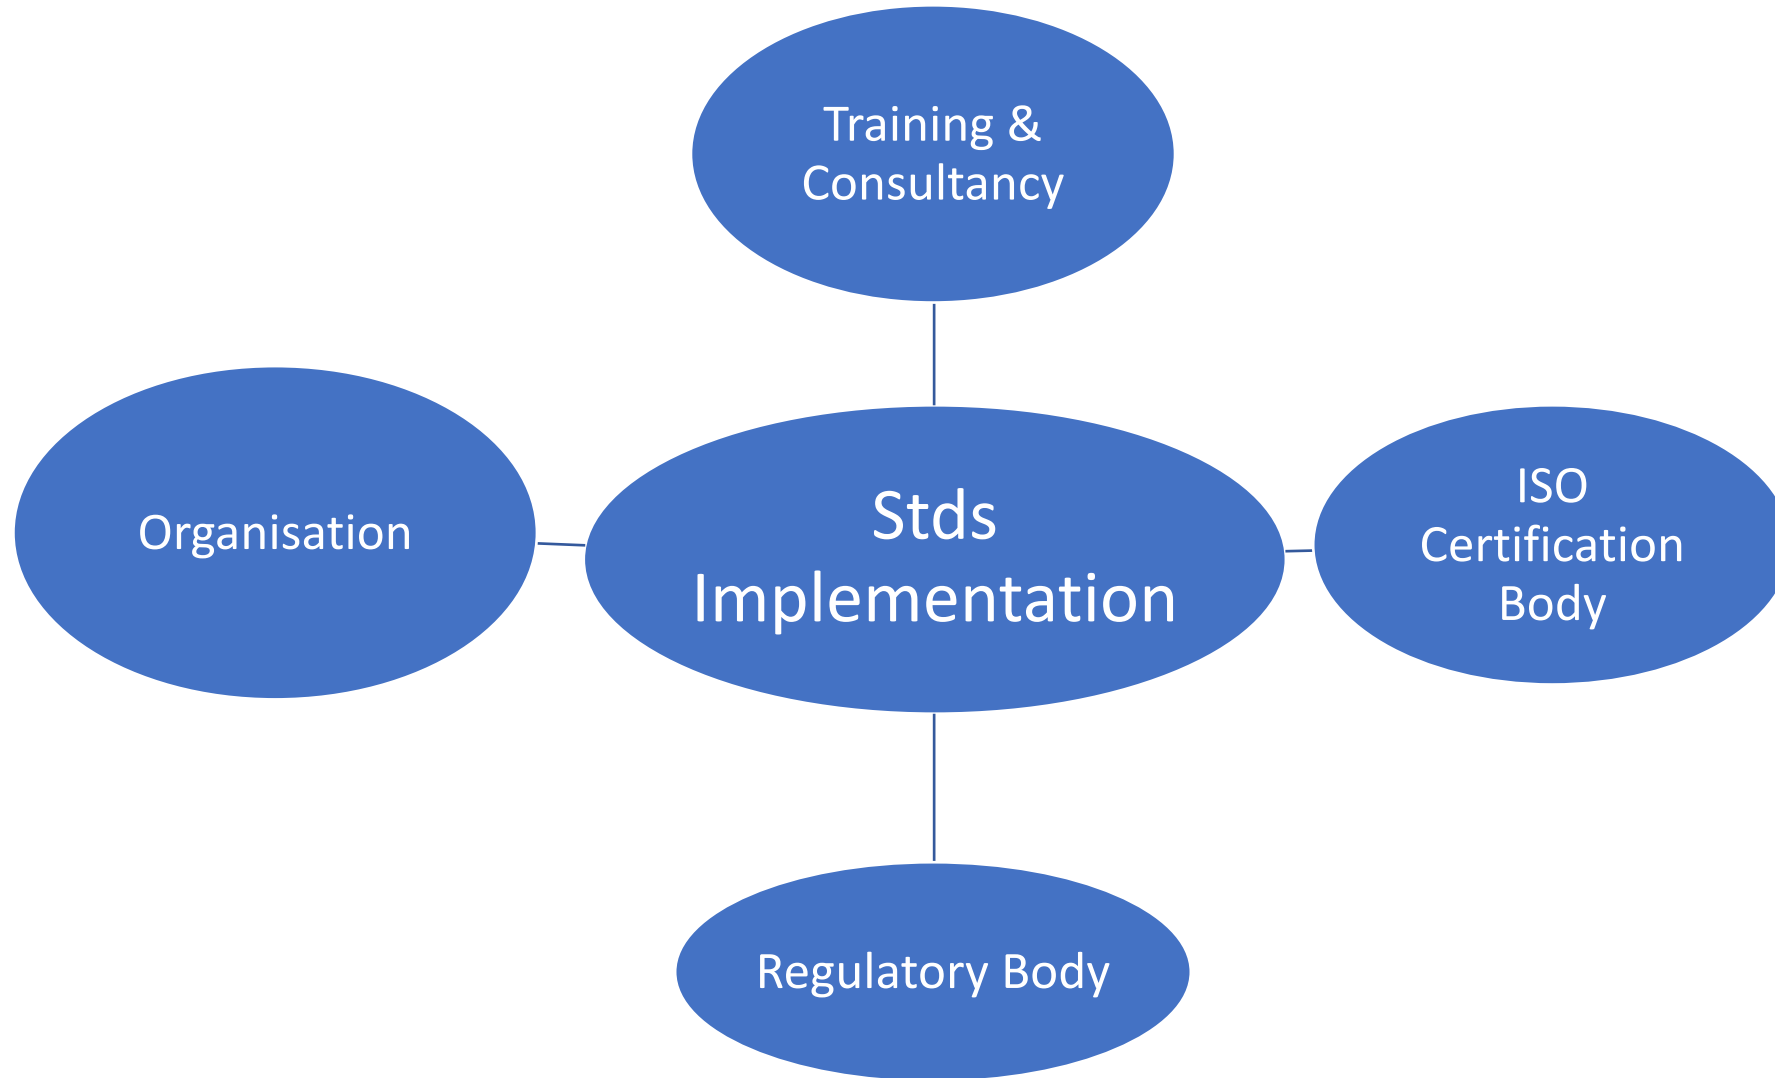 Training &
Consultancy
Organisation
Stds
Implementation
ISO
Certification
Body
Regulatory Body